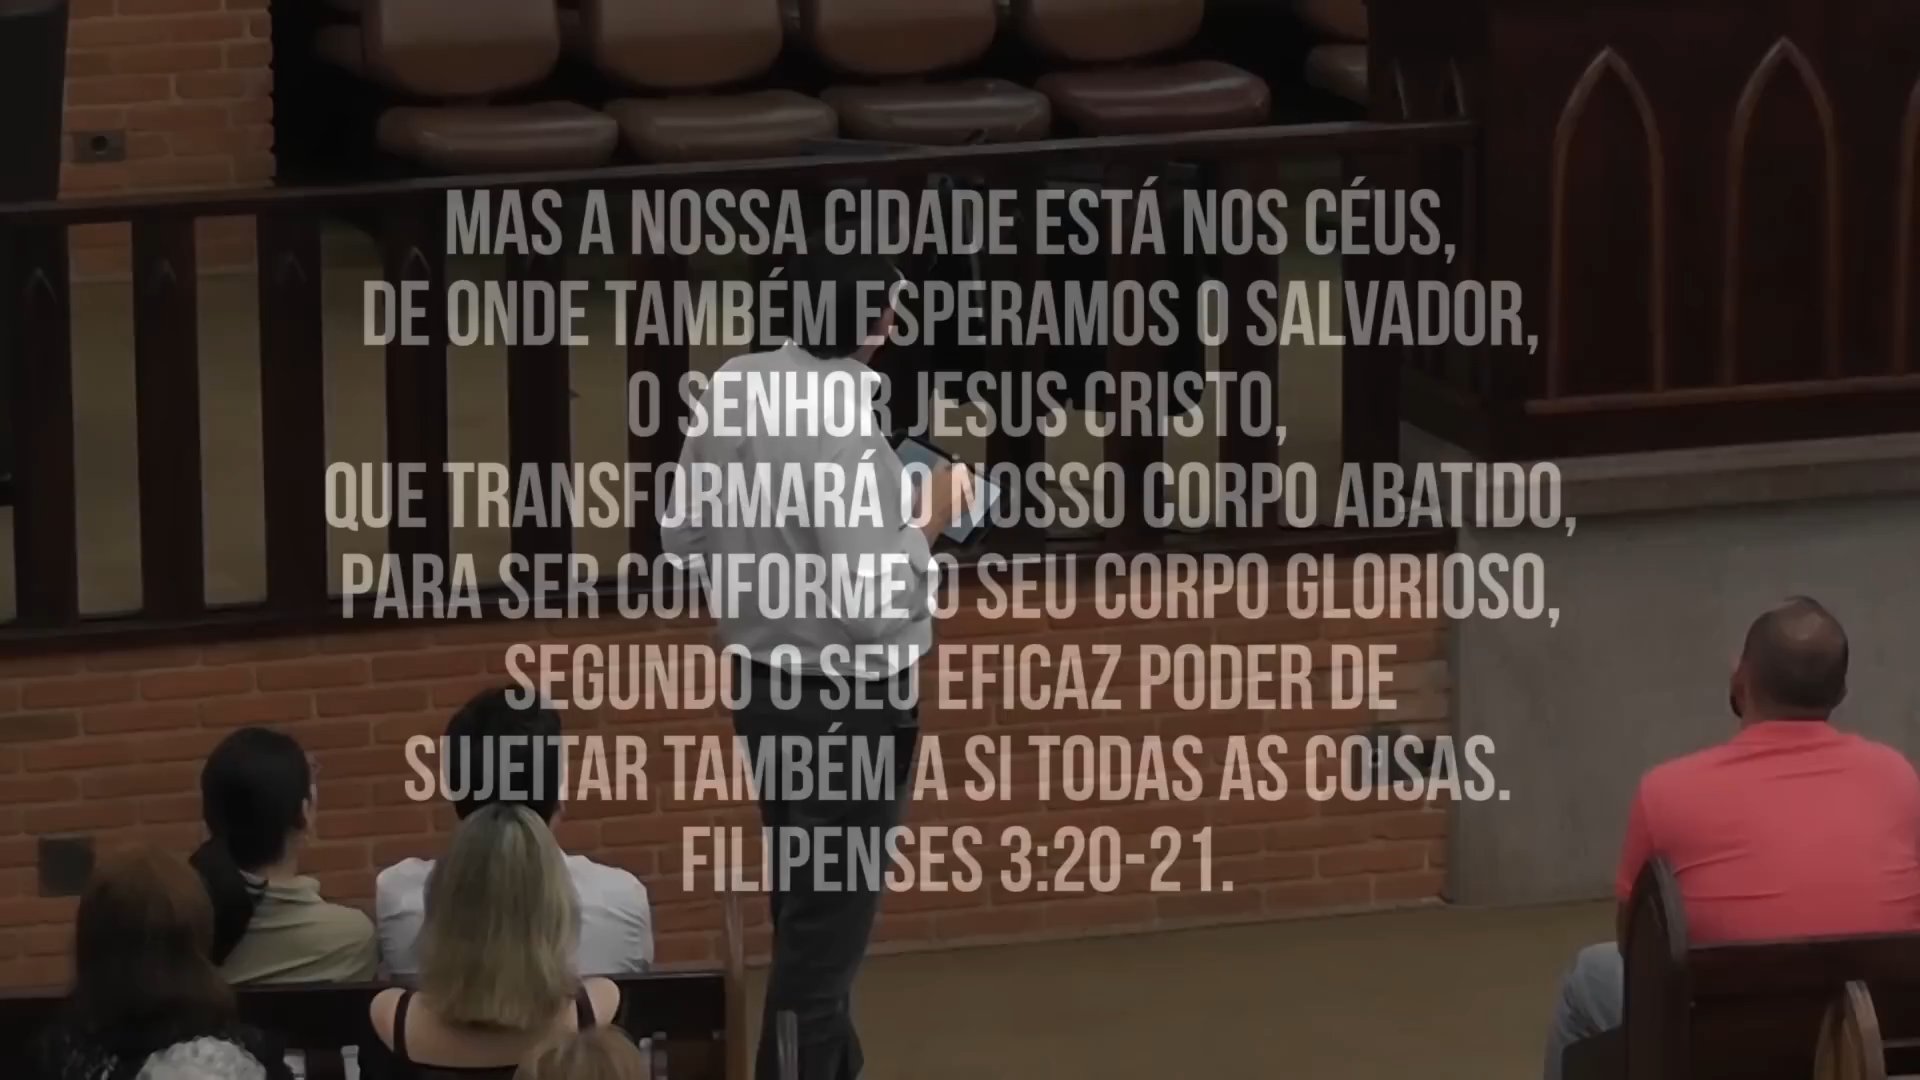 MAS A NOSSA CIDADE ESTÁ NOS CÉUS,
DE ONDE TAMBÉM ESPERAMOS O SALVADOR,
O SENHOR JESUS CRISTO,
QUE TRANSFORMARÁ O NOSSO CORPO ABATIDO,
PARA SER CONFORME O SEU CORPO GLORIOSO,
SEGUNDO O SEU EFICAZ PODER DE
SUJEITAR TAMBÉM A SI TODAS AS COISAS.
FILIPENSES 3:20-21.